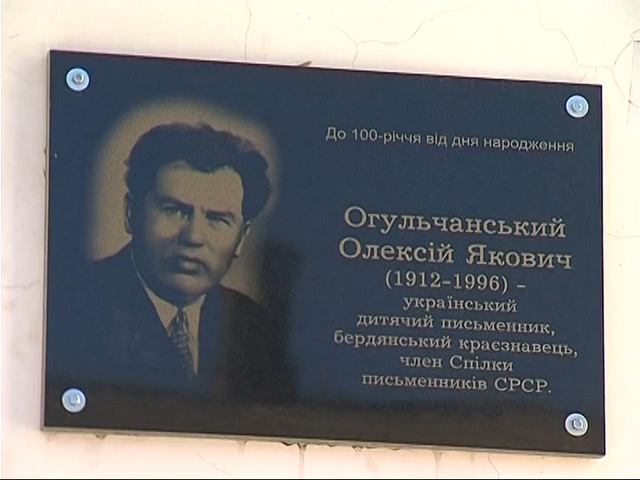 До 100-річчя від дня народження
Огульчанський
Олексій Якович
(1912-1996) –
український
дитячий письменник,
бердянський краєзнавець,
член Спілки
письменників СРСР.